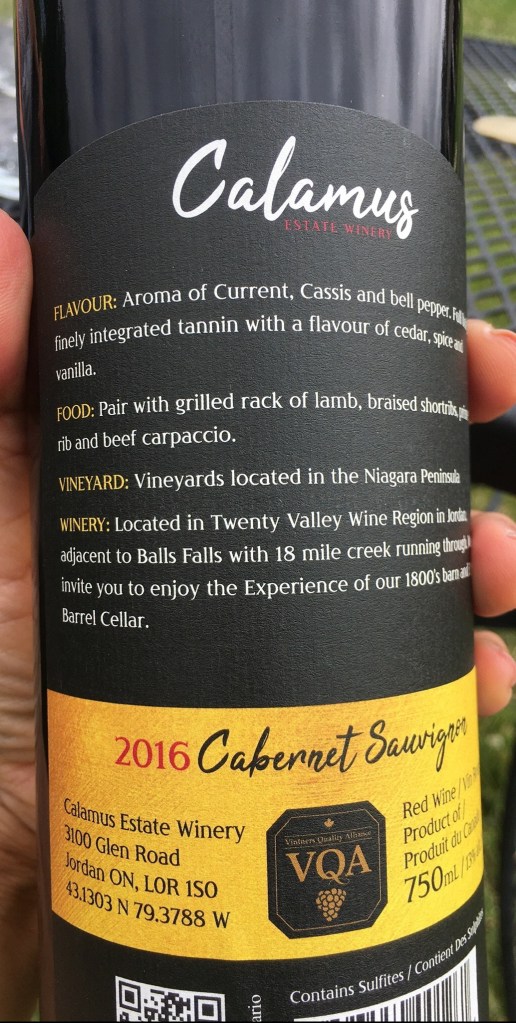 Calamus
ESTATE WINERY
FLAVOUR: Aroma of Current, Cassis and bell pepper. Full
finely integrated tannin with a flavour of cedar, spice and
vanilla.
FOOD: Pair with grilled rack of lamb, braised shortribs,
rib and beef carpaccio.
VINEYARD: Vineyards located in the Niagara Peninsula
WINERY: Located in Twenty Valley Wine Region in Jordan,
adjacent to Balls Falls with 18 mile creek running through,
invite you to enjoy the Experience of our 1800's barn and
Barrel Cellar.
2016 Cabernet Sauvignon
Calamus Estate Winery
3100 Glen Road
Jordan ON, L0R 1S0
43.1303 N 79.3788 W
Vintners Quality Alliance
VQA
Red Wine / Vin
Product of /
Produit du
750mL / 13%
Contains Sulfites / Contient Des